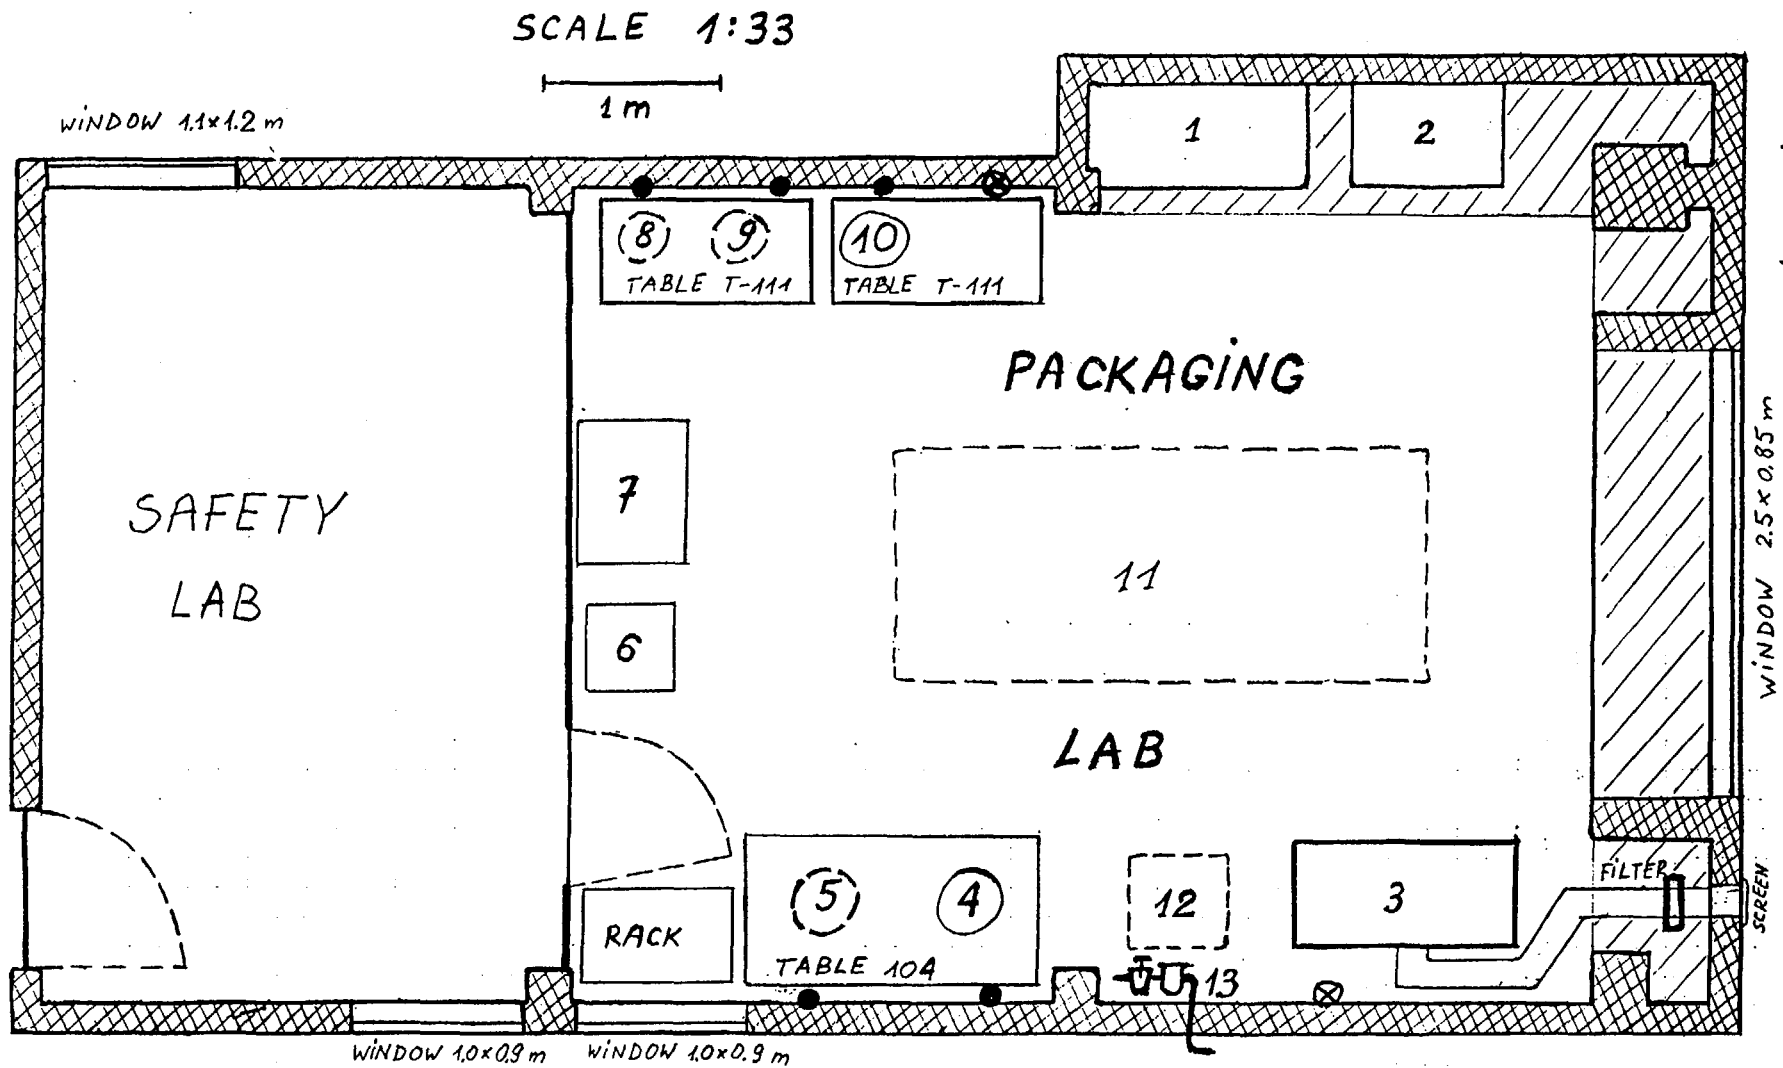 SCALE 1:33
1 m
WINDOW 1.1×1.2 m
1
2
8
9
10
TABLE T-111
TABLE T-111
PACKAGING
7
11
SAFETY
LAB
6
LAB
WINDOW 2.5×0.85 m
FILTER
SCREEN
5
4
12
3
RACK
TABLE 104
13
WINDOW 1.0×0.9 m
WINDOW 1.0×0.9 m